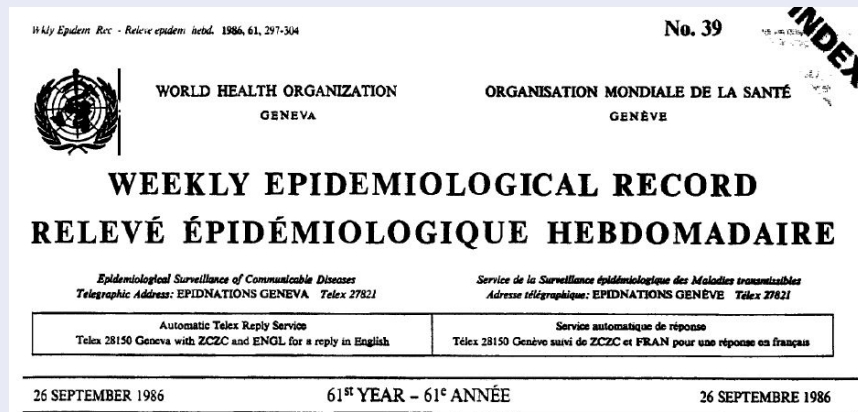 Wkly Epidem Rec - Relevé epidém hebd. 1986, 61, 297-304
No. 39
INDEX
WORLD HEALTH ORGANIZATION
GENEVA
ORGANISATION MONDIALE DE LA SANTÉ
GENÈVE
WEEKLY EPIDEMIOLOGICAL RECORD
RELEVÉ ÉPIDÉMIOLOGIQUE HEBDOMADAIRE
Epidemiological Surveillance of Communicable Diseases
Telegraphic Address: EPIDNATIONS GENEVA Telex 27821
Service de la Surveillance épidémiologique des Maladies transmissibles
Adresse télégraphique: EPIDNATIONS GENÈVE Télex 27821
Automatic Telex Reply Service
Telex 28150 Geneva with ZCZC and ENGL for a reply in English
Service automatique de réponse
Télex 28150 Genève suivi de ZCZC et FRAN pour une réponse en français
26 SEPTEMBER 1986
61st YEAR – 61e ANNÉE
26 SEPTEMBRE 1986